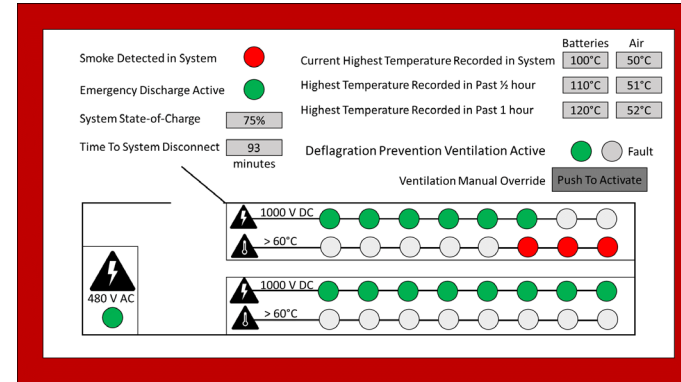 Batteries Air
Smoke Detected in System
Current Highest Temperature Recorded in System 100°C 50°C
Emergency Discharge Active
Highest Temperature Recorded in Past ½ hour 110°C 51°C
System State-of-Charge 75%
Highest Temperature Recorded in Past 1 hour 120°C 52°C
Time To System Disconnect 93
minutes
Deflagration Prevention Ventilation Active Fault
Ventilation Manual Override Push To Activate
1000 V DC
> 60°C
480 V AC
1000 V DC
> 60°C